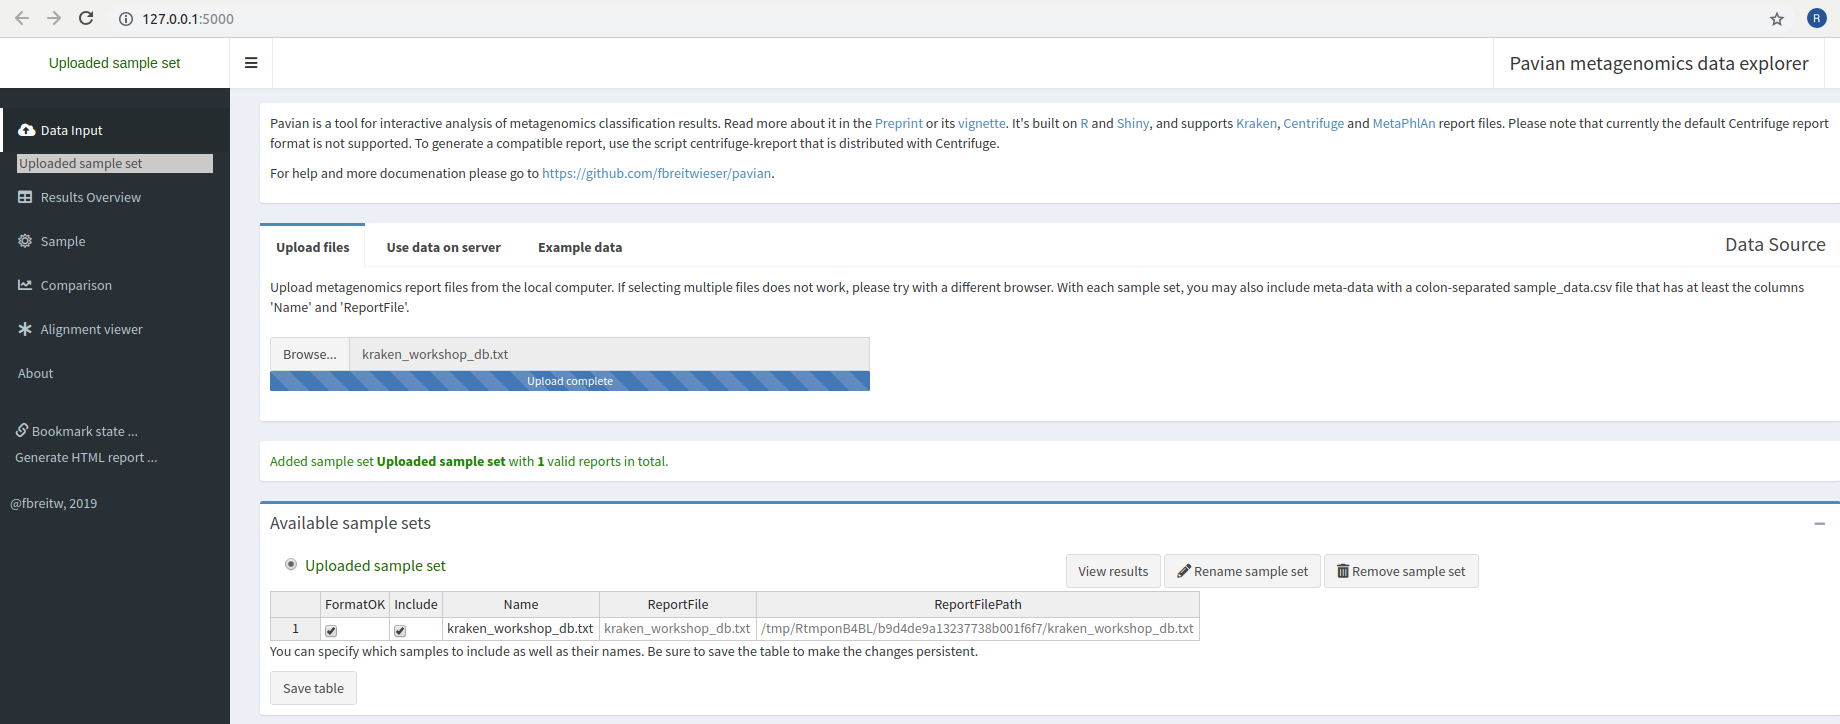 127.0.0.1:5000
R
Uploaded sample set
Pavian metagenomics data explorer
Data Input
Uploaded sample set
Results Overview
Sample
Comparison
Alignment viewer
About
Bookmark state ...
Generate HTML report ...
@fbreitw, 2019
Pavian is a tool for interactive analysis of metagenomics classification results. Read more about it in the Preprint or its vignette. It's built on R and Shiny, and supports Kraken, Centrifuge and MetaPhlAn report files. Please note that currently the default Centrifuge report
format is not supported. To generate a compatible report, use the script centrifuge-kreport that is distributed with Centrifuge.
For help and more documenation please go to https://github.com/fbreitwieser/pavian.
Upload files Use data on server Example data Data Source
Upload metagenomics report files from the local computer. If selecting multiple files does not work, please try with a different browser. With each sample set, you may also include meta-data with a colon-separated sample_data.csv file that has at least the columns
'Name' and 'ReportFile'.
Browse... kraken_workshop_db.txt
Upload complete
Added sample set Uploaded sample set with 1 valid reports in total.
Available sample sets
Uploaded sample set View results Rename sample set Remove sample set
FormatOK Include Name ReportFile ReportFilePath
1 kraken_workshop_db.txt kraken_workshop_db.txt /tmp/RtmponB4BL/b9d4de9a13237738b001f6f7/kraken_workshop_db.txt
You can specify which samples to include as well as their names. Be sure to save the table to make the changes persistent.
Save table